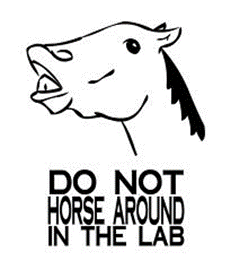 DO NOT
HORSE AROUND
IN THE LAB